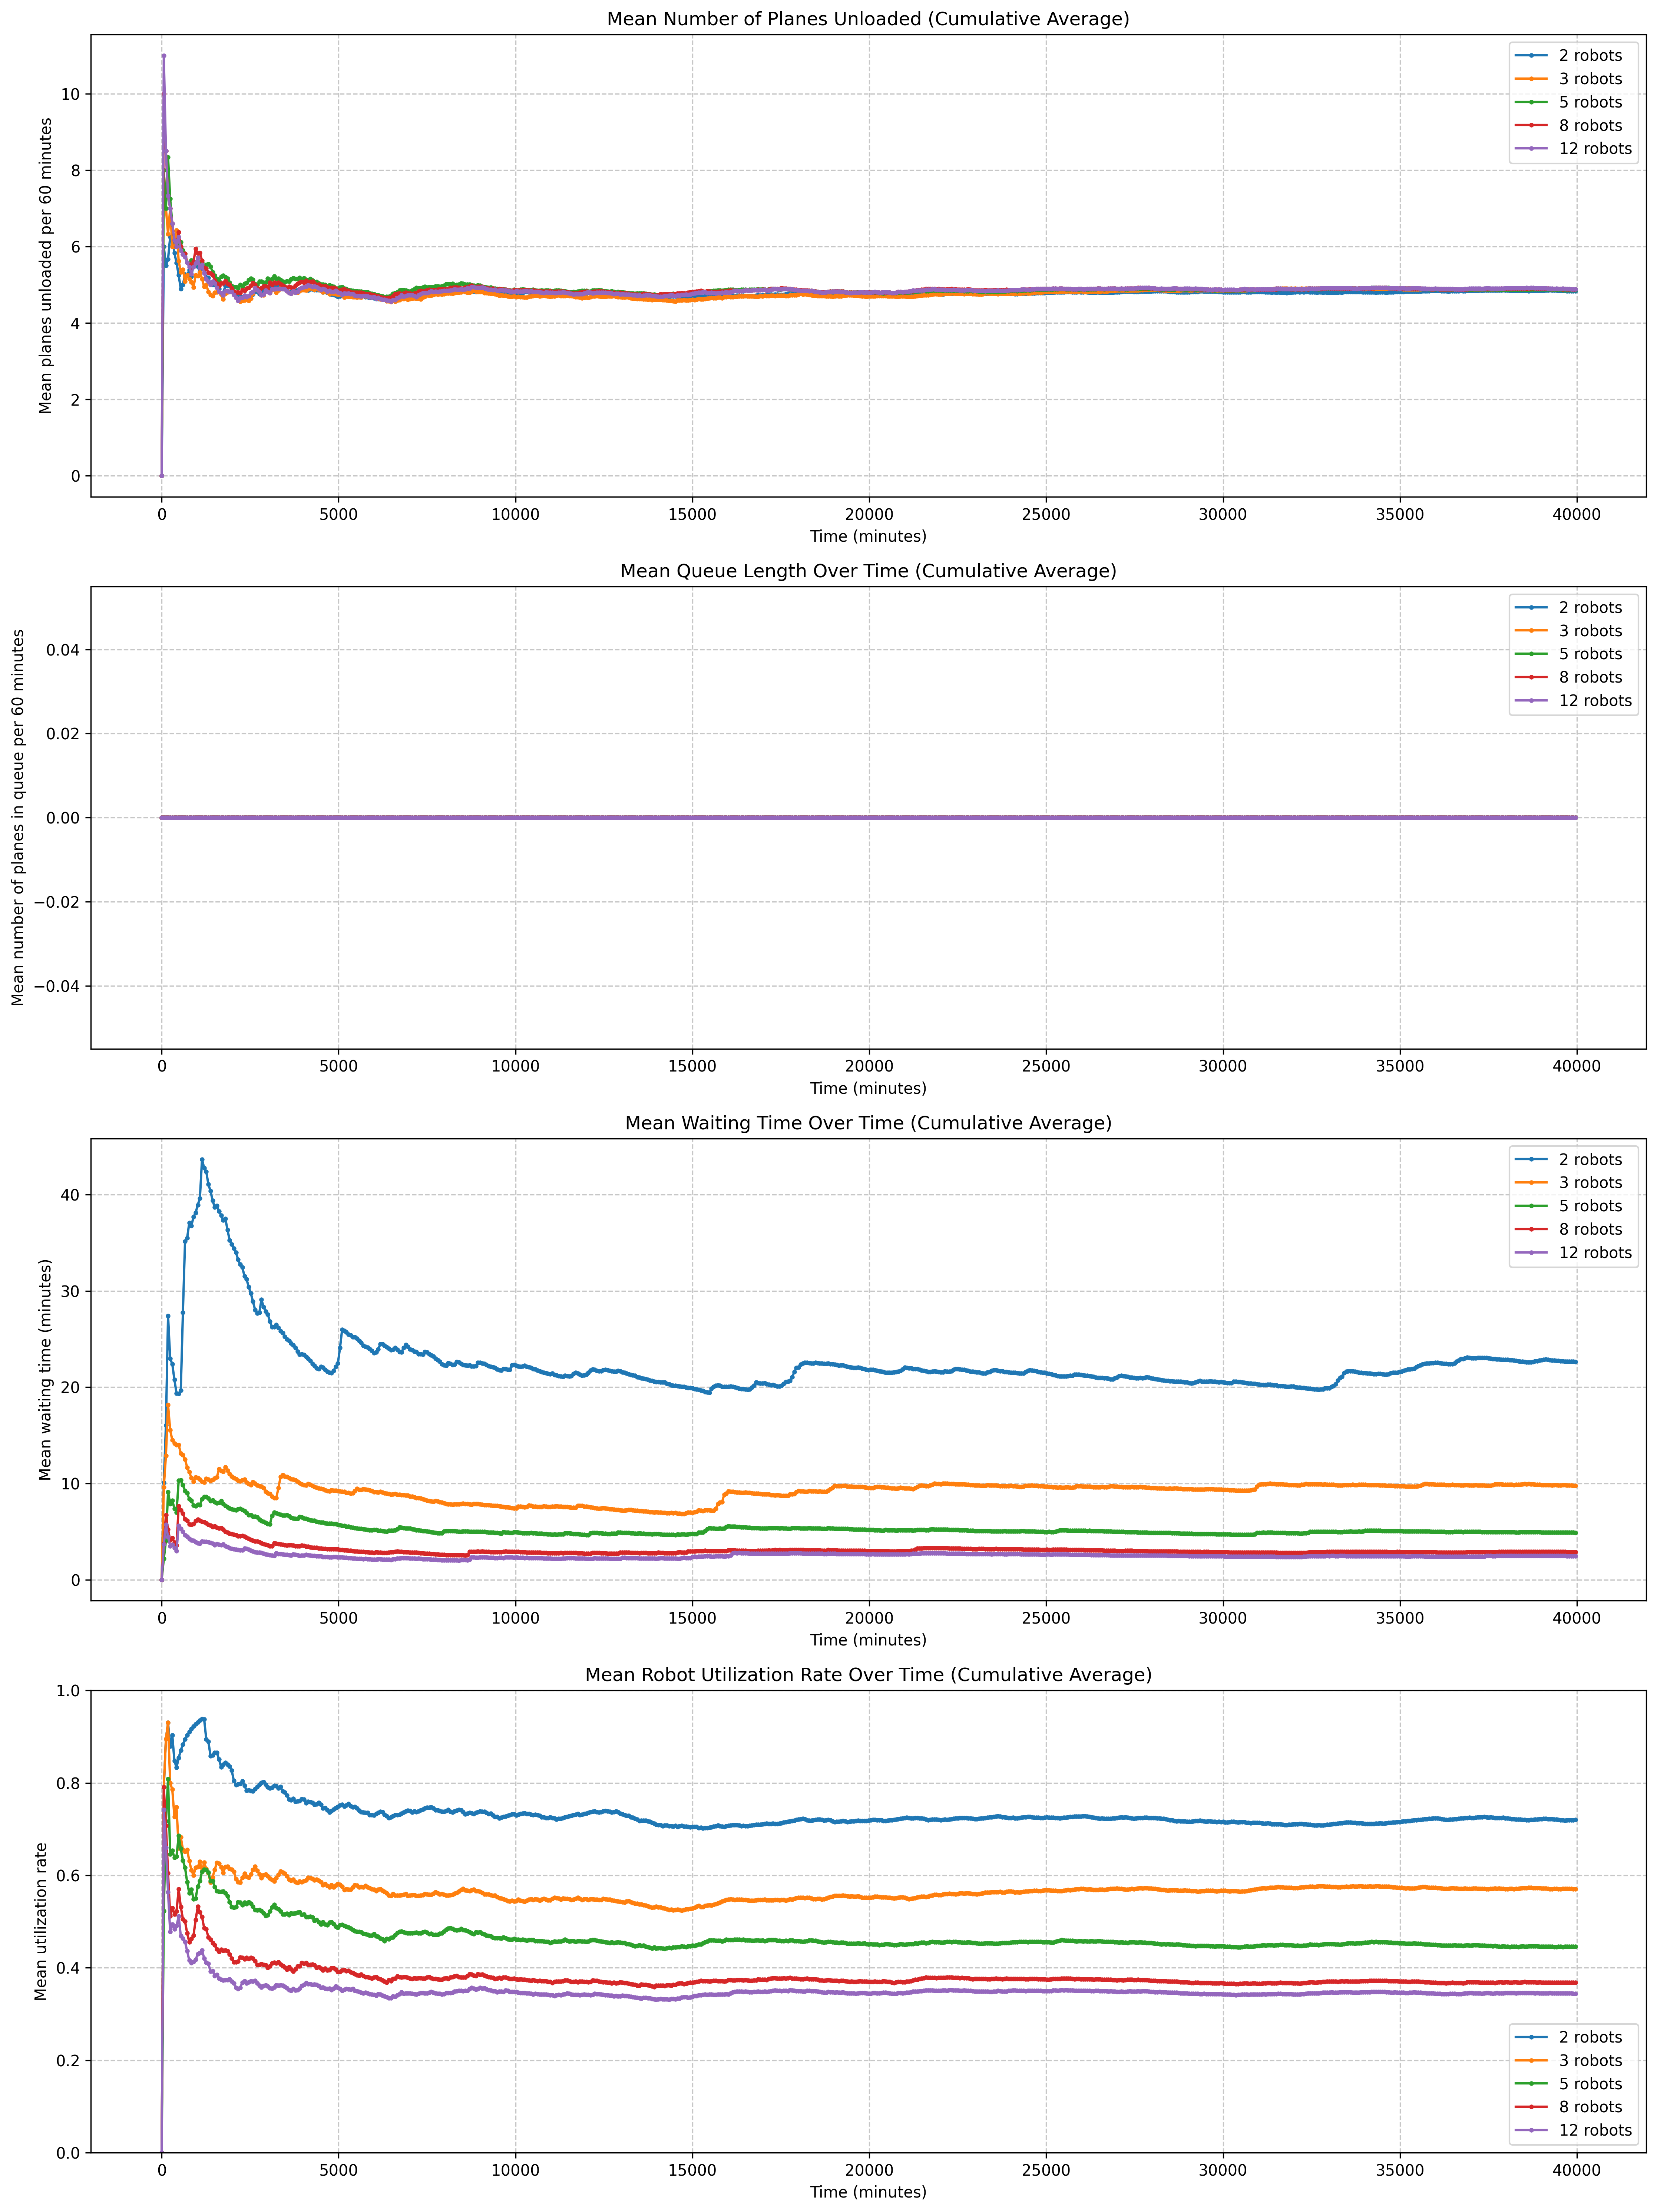 Mean Number of Planes Unloaded (Cumulative Average)
Mean planes unloaded per 60 minutes
10
8
6
4
2
0
2 robots
3 robots
5 robots
8 robots
12 robots
0 5000 10000 15000 20000 25000 30000 35000 40000
Time (minutes)
Mean Queue Length Over Time (Cumulative Average)
Mean number of planes in queue per 60 minutes
0.04
0.02
0.00
−0.02
−0.04
2 robots
3 robots
5 robots
8 robots
12 robots
0 5000 10000 15000 20000 25000 30000 35000 40000
Time (minutes)
Mean Waiting Time Over Time (Cumulative Average)
Mean waiting time (minutes)
40
30
20
10
0
2 robots
3 robots
5 robots
8 robots
12 robots
0 5000 10000 15000 20000 25000 30000 35000 40000
Time (minutes)
Mean Robot Utilization Rate Over Time (Cumulative Average)
Mean utilization rate
1.0
0.8
0.6
0.4
0.2
0.0
2 robots
3 robots
5 robots
8 robots
12 robots
0 5000 10000 15000 20000 25000 30000 35000 40000
Time (minutes)